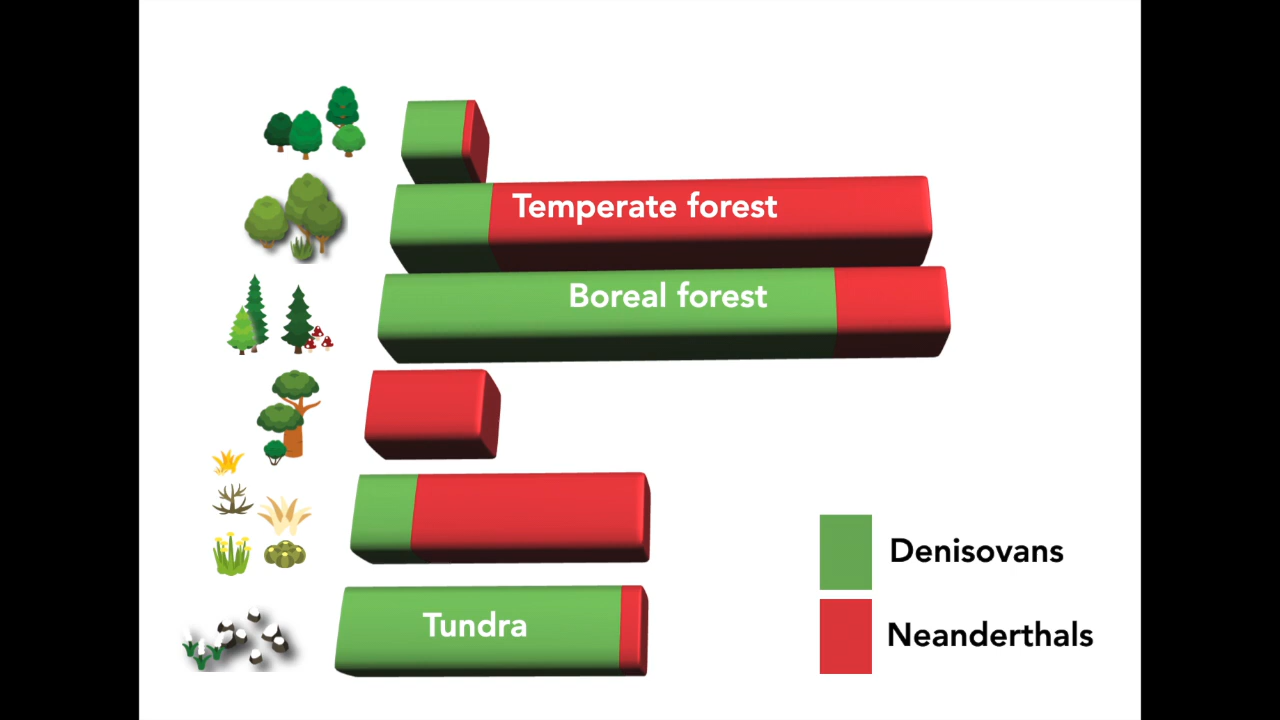 Temperate forest
Boreal forest
Tundra
Denisovans
Neanderthals